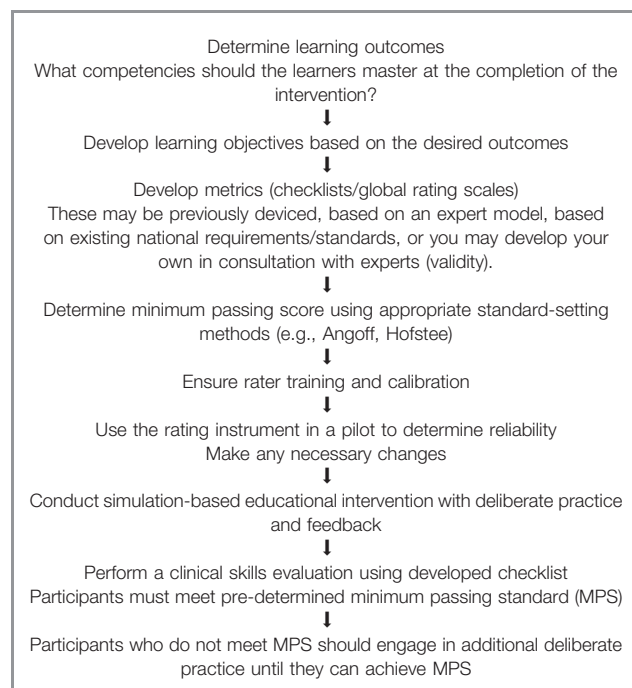 Determine learning outcomes
What competencies should the learners master at the completion of the
intervention?
Develop learning objectives based on the desired outcomes
Develop metrics (checklists/global rating scales)
These may be previously deviced, based on an expert model, based
on existing national requirements/standards, or you may develop your
own in consultation with experts (validity).
Determine minimum passing score using appropriate standard-setting
methods (e.g., Angoff, Hofstee)
Ensure rater training and calibration
Use the rating instrument in a pilot to determine reliability
Make any necessary changes
Conduct simulation-based educational intervention with deliberate practice
and feedback
Perform a clinical skills evaluation using developed checklist
Participants must meet pre-determined minimum passing standard (MPS)
Participants who do not meet MPS should engage in additional deliberate
practice until they can achieve MPS